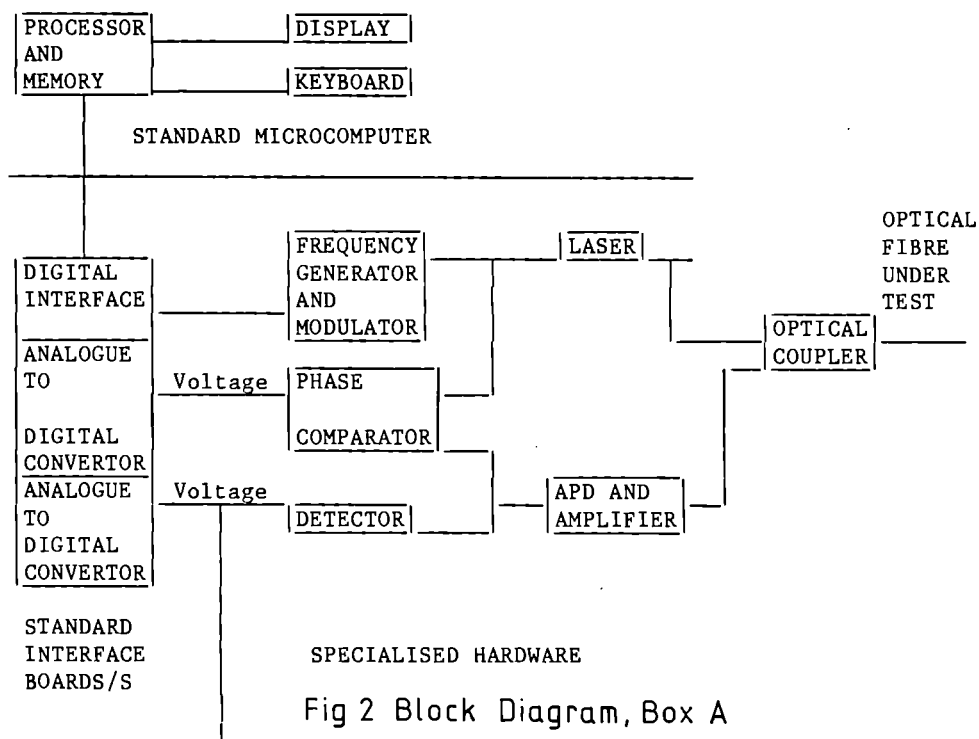 PROCESSOR
AND
MEMORY
DISPLAY
KEYBOARD
STANDARD MICROCOMPUTER
DIGITAL
INTERFACE
FREQUENCY
GENERATOR
AND
MODULATOR
LASER
OPTICAL
FIBRE
UNDER
TEST
OPTICAL
COUPLER
ANALOGUE
TO
DIGITAL
CONVERTOR
Voltage
PHASE
COMPARATOR
ANALOGUE
TO
DIGITAL
CONVERTOR
Voltage
DETECTOR
APD AND
AMPLIFIER
STANDARD
INTERFACE
BOARDS/S
SPECIALISED HARDWARE
Fig 2 Block Diagram, Box A